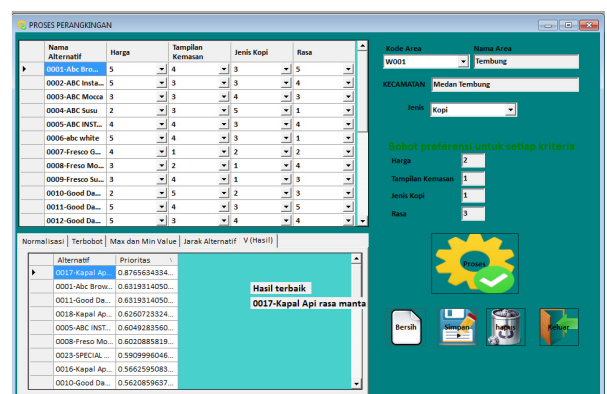 PROSES PERANGKINGAN
Nama Alternatif Harga Tampilan Kemasan Jenis Kopi Rasa
0001-Abc Bro... 5 4 3 5
0002-ABC Insta... 5 4 3 4
0003-ABC Mocca 3 3 4 3
0004-ABC Susu 2 3 5 1
0005-ABC INST... 4 4 3 4
0006-abc white 5 4 4 1
0007-Fresco G... 4 1 2 2
0008-Freso Mo... 3 2 1 4
0009-Fresco Su... 3 4 1 3
0010-Good Da... 2 5 2 3
0011-Good Da... 5 4 3 5
0012-Good Da... 5 3 4 4
Kode Area Nama Area
W001 Tembung
KECAMATAN Medan Tembung
Jenis Kopi
Bobot preferensi untuk setiap kriteria
Harga 2
Tampilan Kemasan 1
Jenis Kopi 1
Rasa 3
Proses
Bersih Simpan hapus Keluar
Normalisasi Terbobot Max dan Min Value Jarak Alternatif V (Hasil)
Alternatif Prioritas
0017-Kapal Ap... 0.8765634334...
0001-Abc Brow... 0.6319314050...
0011-Good Da... 0.6319314050...
0018-Kapal Ap... 0.6260723324...
0005-ABC INST... 0.6049283560...
0008-Freso Mo... 0.6020885819...
0023-SPECIAL ... 0.5909996046...
0016-Kapal Ap... 0.5662595083...
0010-Good Da... 0.5620859637...
Hasil terbaik
0017-Kapal Api rasa manta